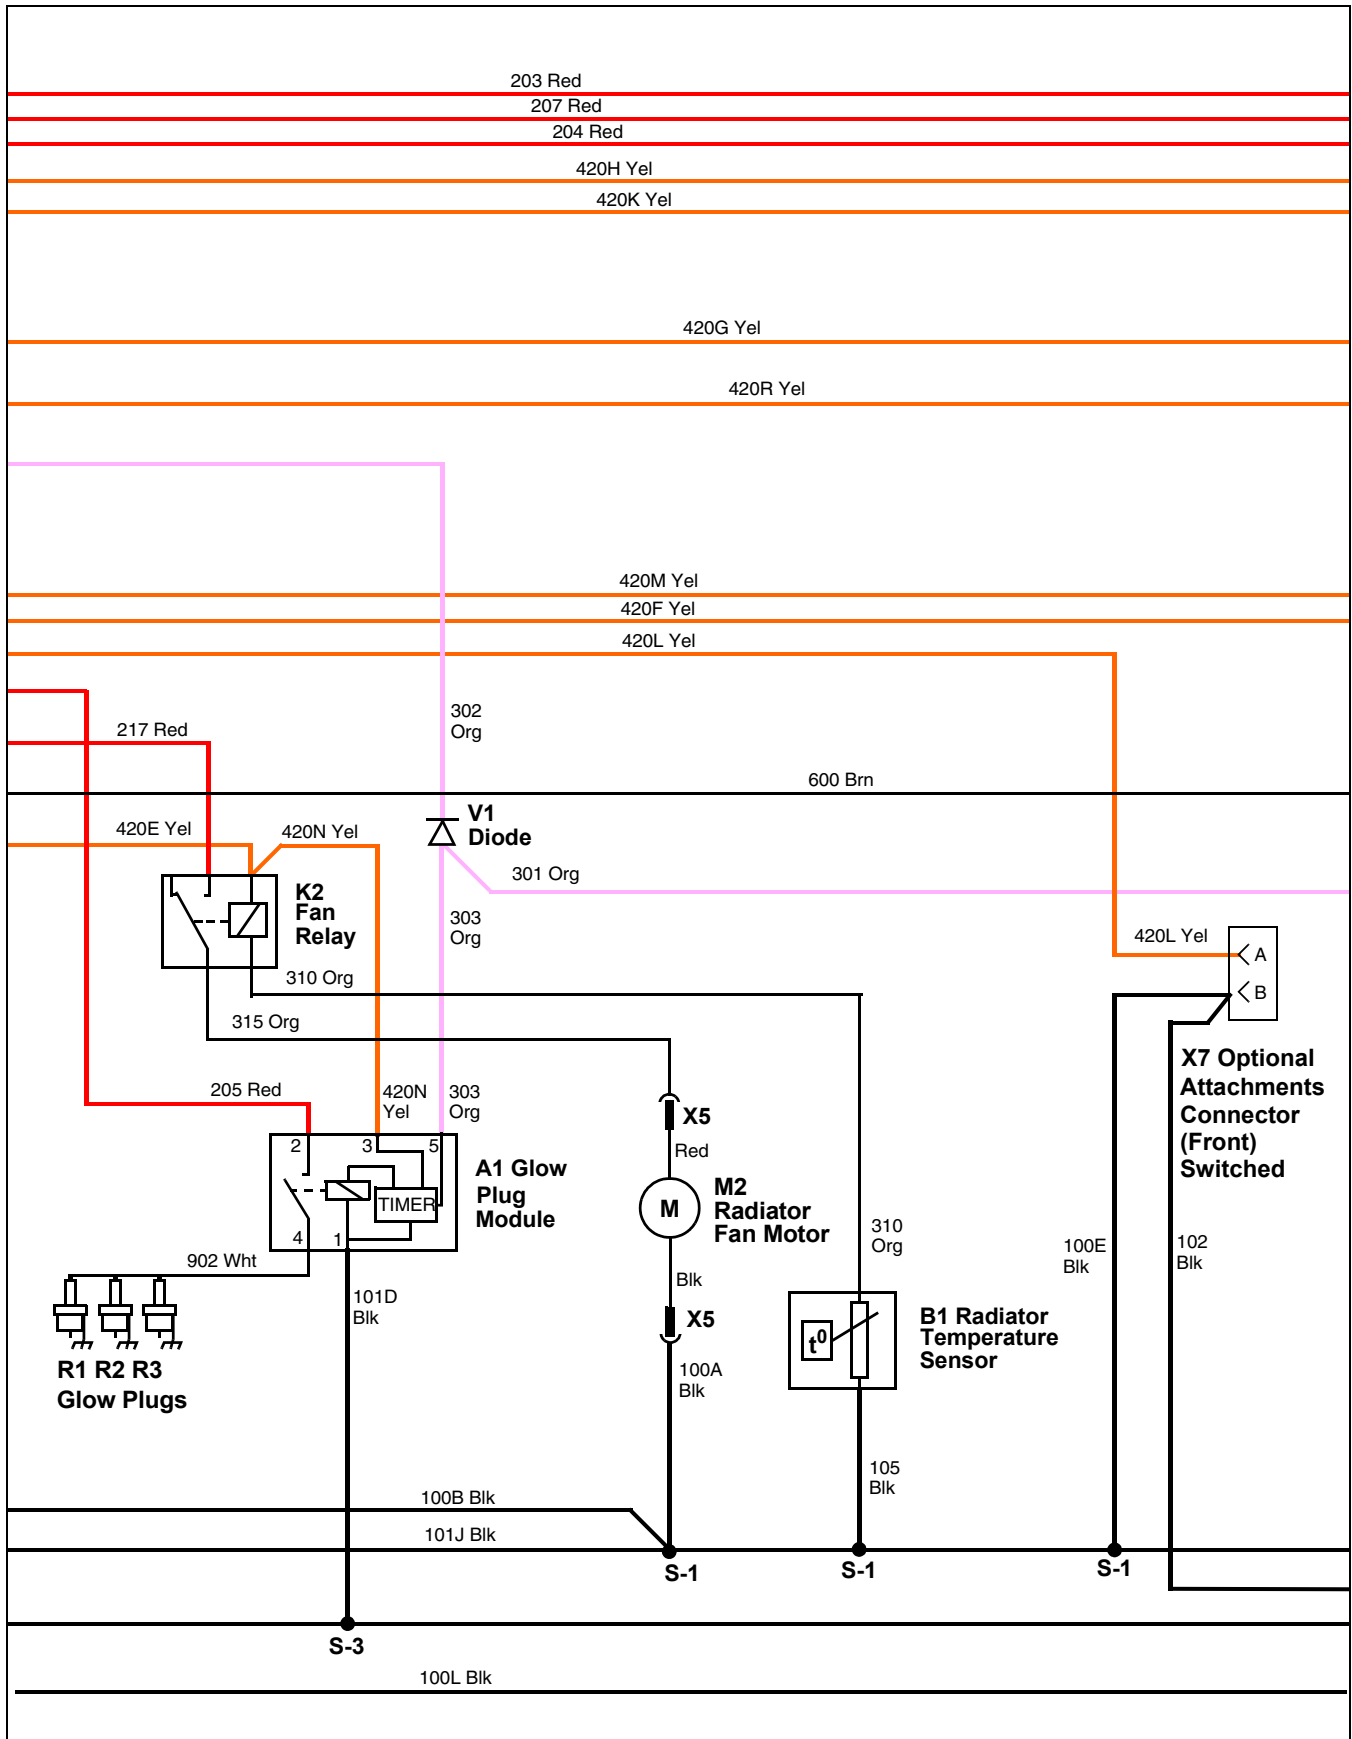 203 Red
207 Red
204 Red
420H Yel
420K Yel
420G Yel
420R Yel
420M Yel
420F Yel
420L Yel
302
Org
217 Red
600 Brn
V1
Diode
420E Yel
420N Yel
301 Org
K2
Fan
Relay
303
Org
420L Yel
A
B
310 Org
315 Org
X7 Optional
Attachments
Connector
(Front)
Switched
205 Red
420N
Yel
303
Org
X5
Red
2
3
5
A1 Glow
Plug
Module
TIMER
4
1
M
M2
Radiator
Fan Motor
310
Org
100E
Blk
102
Blk
902 Wht
101D
Blk
Blk
X5
t0
B1 Radiator
Temperature
Sensor
R1 R2 R3
Glow Plugs
100A
Blk
105
Blk
100B Blk
101J Blk
S-1
S-1
S-1
S-3
100L Blk